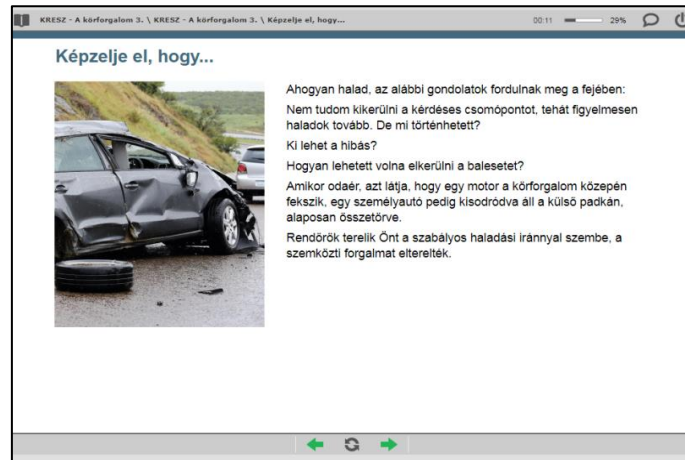 KRESZ - A körforgalom 3. \ KRESZ - A körforgalom 3. \ Képzelje el, hogy...
00:11
29%
Képzelje el, hogy...
Ahogyan halad, az alábbi gondolatok fordulnak meg a fejében:
Nem tudom kikerülni a kérdéses csomópontot, tehát figyelmesen
haladok tovább. De mi történhetett?
Ki lehet a hibás?
Hogyan lehetett volna elkerülni a balesetet?
Amikor odaér, azt látja, hogy egy motor a körforgalom közepén
fekszik, egy személyautó pedig kisodródva áll a külső padkán,
alaposan összetörve.
Rendőrök terelik Önt a szabályos haladási iránnyal szembe, a
szemközti forgalmat elterelték.